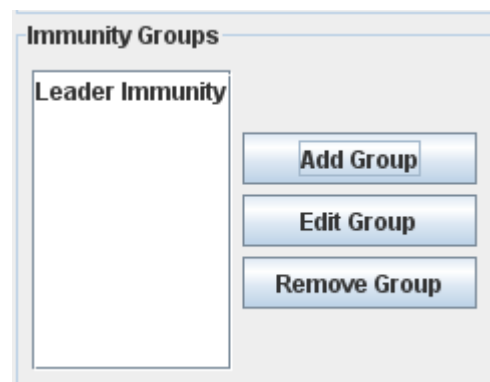 Immunity Groups
Leader Immunity
Add Group
Edit Group
Remove Group